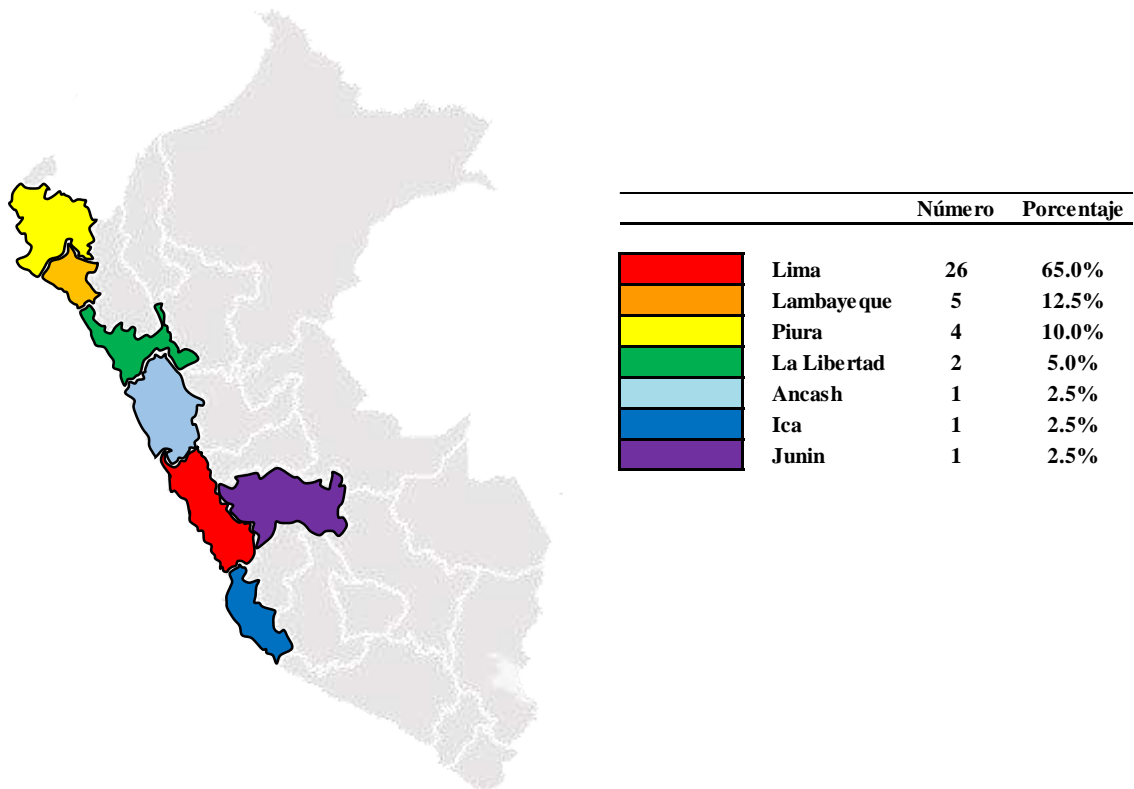 Número Porcentaje
Lima 26 65.0%
Lambayeque 5 12.5%
Piura 4 10.0%
La Libertad 2 5.0%
Ancash 1 2.5%
Ica 1 2.5%
Junin 1 2.5%